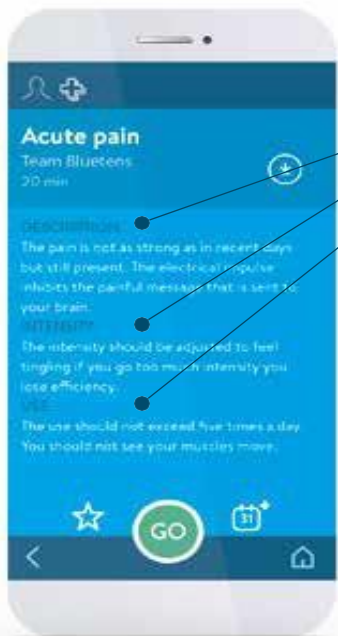 Acute pain
Team Bluetens
20 min
DESCRIPTION
The pain is not as strong as in recent days
but still present. The electrical impulse
inhibits the painful message that is sent to
your brain.
INTENSITY
The intensity should be adjusted to feel
tingling if you go too much intensity you
lose efficiency.
USE
The use should not exceed five times a day.
You should not see your muscles move.
31
GO